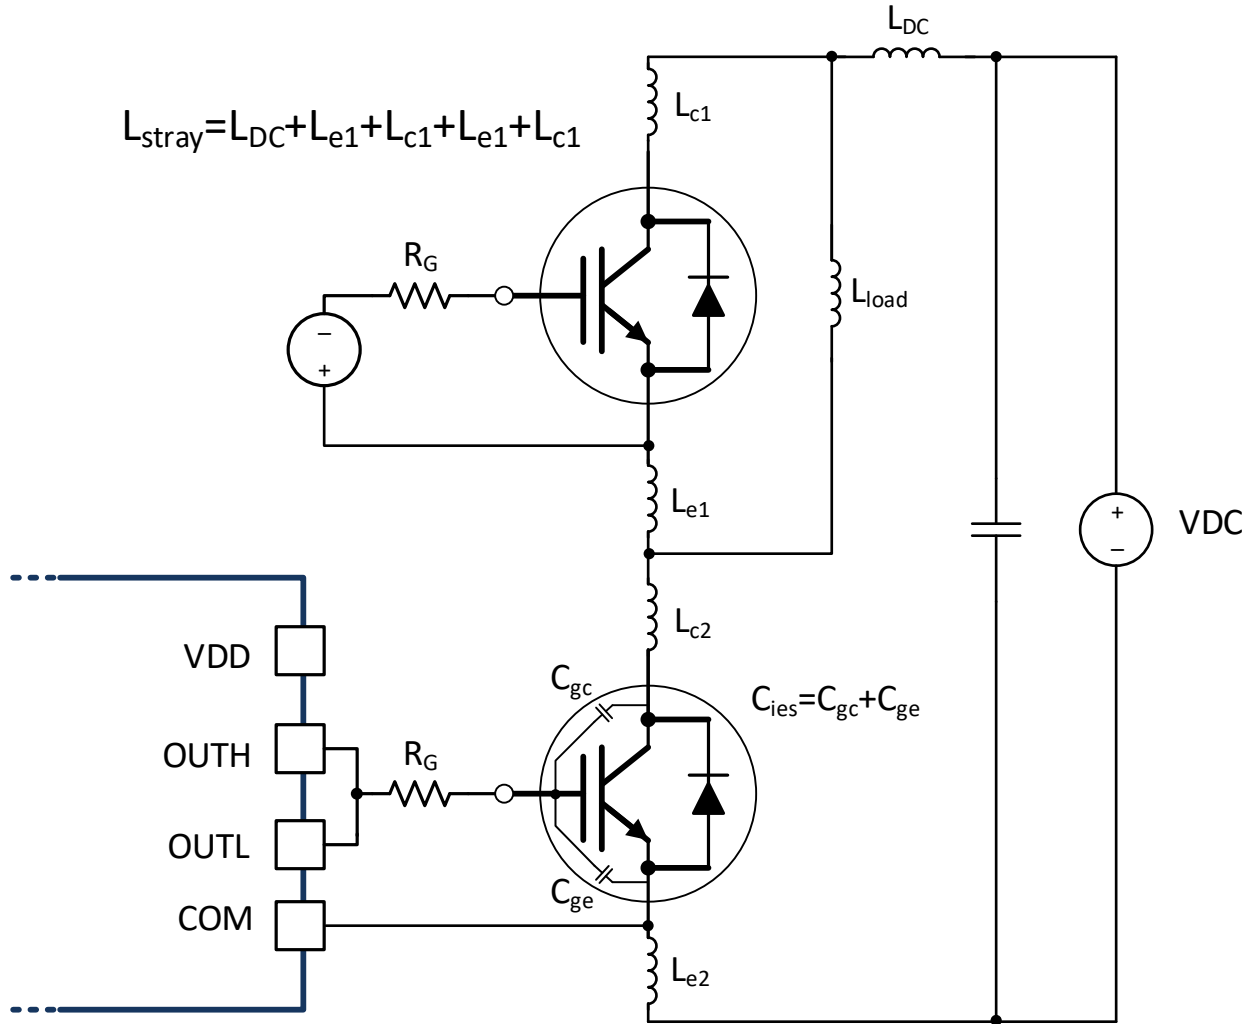 L_DC
L_c1
L_stray=L_DC+L_e1+L_c1+L_e1+L_c1
R_G
L_load
–
+
L_e1
+
–
VDC
L_c2
VDD
C_gc
C_ies=C_gc+C_ge
OUTH
R_G
OUTL
C_ge
COM
L_e2